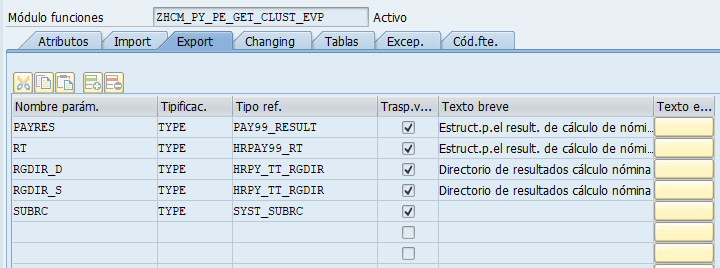 Módulo funciones ZHCM_PY_PE_GET_CLUST_EVP Activo
Atributos Import Export Changing Tablas Excep. Cód.fte.
Nombre parám. Tipificac. Tipo ref. Trasp.v... Texto breve Texto e...
PAYRES TYPE PAY99_RESULT Estruct.p.el result. de cálculo de nómi...
RT TYPE HRPAY99_RT Estruct.p.el result. de cálculo de nómi...
RGDIR_D TYPE HRPY_TT_RGDIR Directorio de resultados cálculo nómina
RGDIR_S TYPE HRPY_TT_RGDIR Directorio de resultados cálculo nómina
SUBRC TYPE SYST_SUBRC